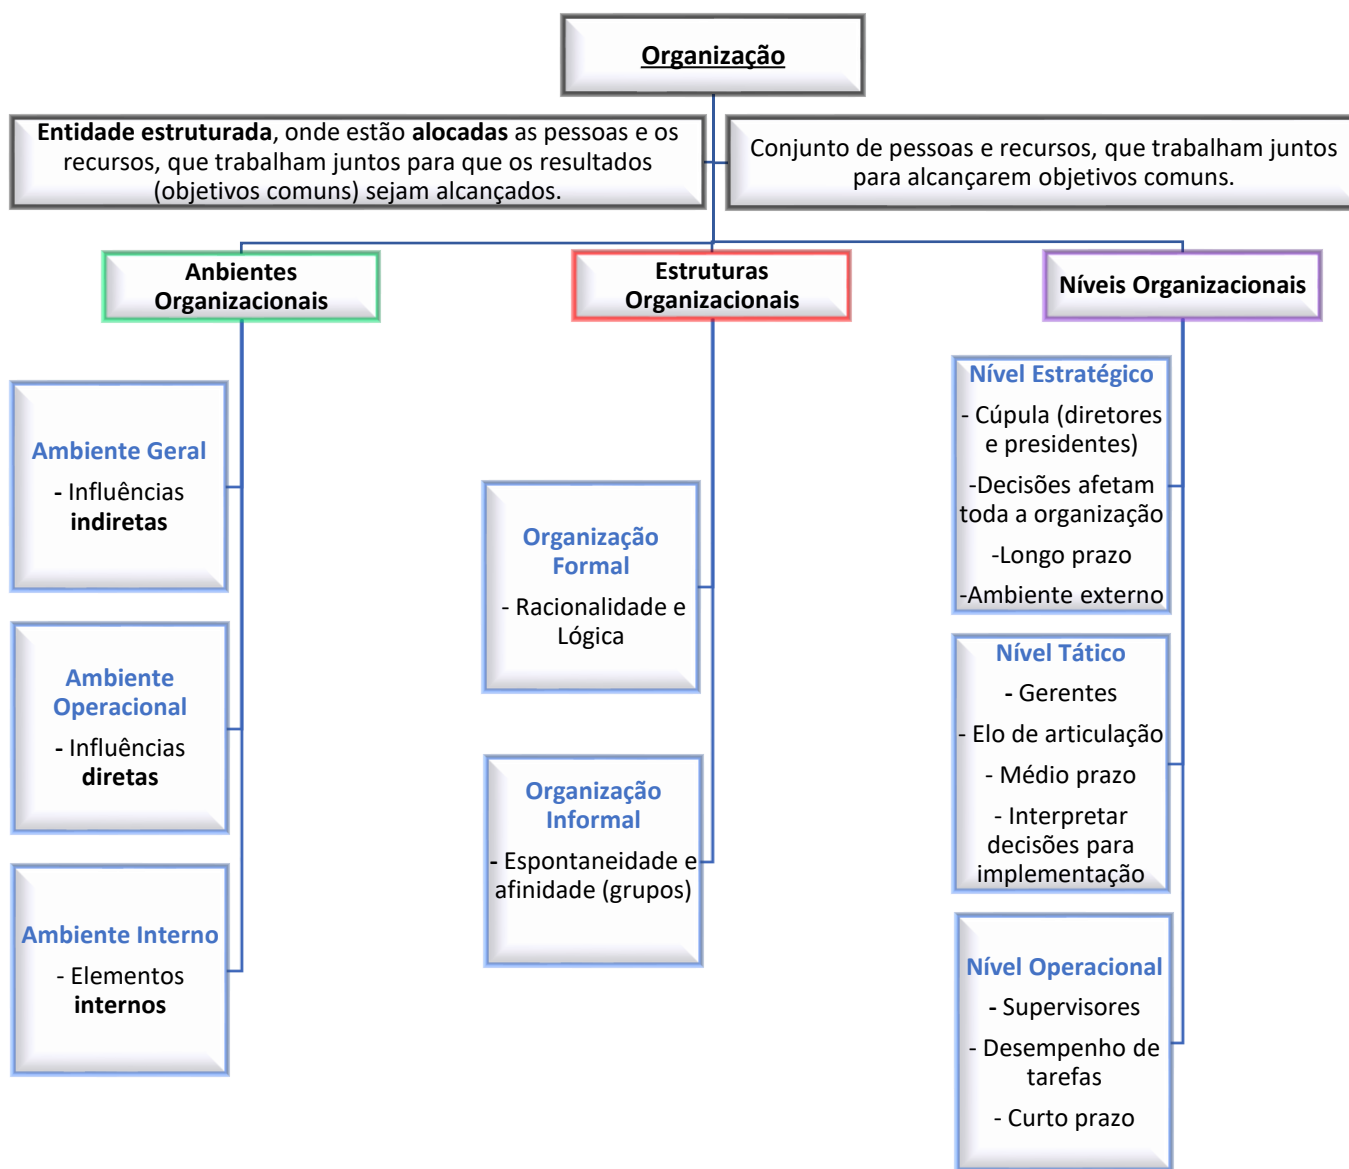 Organização
Entidade estruturada, onde estão alocadas as pessoas e os
recursos, que trabalham juntos para que os resultados
(objetivos comuns) sejam alcançados.
Conjunto de pessoas e recursos, que trabalham juntos
para alcançarem objetivos comuns.
Anbientes
Organizacionais
Ambiente Geral
- Influências
indiretas
Ambiente
Operacional
- Influências
diretas
Ambiente Interno
- Elementos
internos
Estruturas
Organizacionais
Organização
Formal
- Racionalidade e
Lógica
Organização
Informal
- Espontaneidade e
afinidade (grupos)
Níveis Organizacionais
Nível Estratégico
- Cúpula (diretores
e presidentes)
-Decisões afetam
toda a organização
-Longo prazo
-Ambiente externo
Nível Tático
- Gerentes
- Elo de articulação
- Médio prazo
- Interpretar
decisões para
implementação
Nível Operacional
- Supervisores
- Desempenho de
tarefas
- Curto prazo